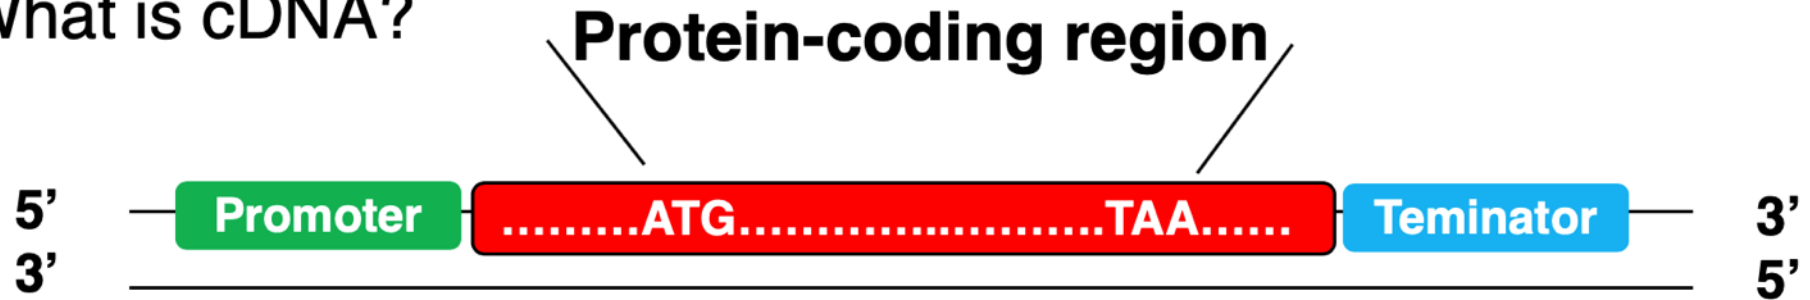 What is cDNA?
Protein-coding region
5’ Promoter .........ATG...........................TAA...... Teminator 3’
3’ 5’